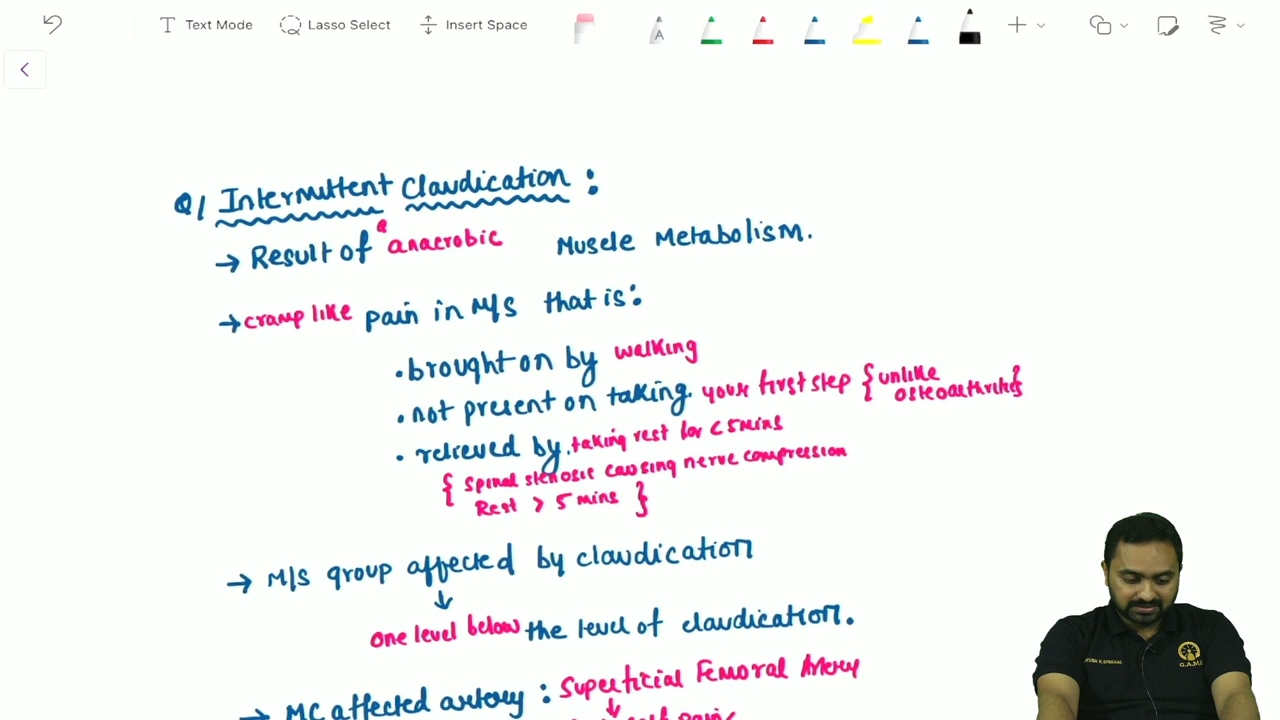 Text Mode
Lasso Select
Insert Space
A
Q1 Intermittent Claudication :
→ Result of anaerobic Muscle Metabolism.
→ cramp like pain in M/S that is:
• brought on by walking
• not present on taking. your first step {unlike osteoarthritis}
• relieved by. taking rest for < 5 mins
{ Spinal stenosis causing nerve compression
Rest > 5 mins }
→ M/S group affected by claudication
↓
one level below the level of claudication.
→ MC affected artery : Superficial Femoral Artery
↓
G.A.M.E